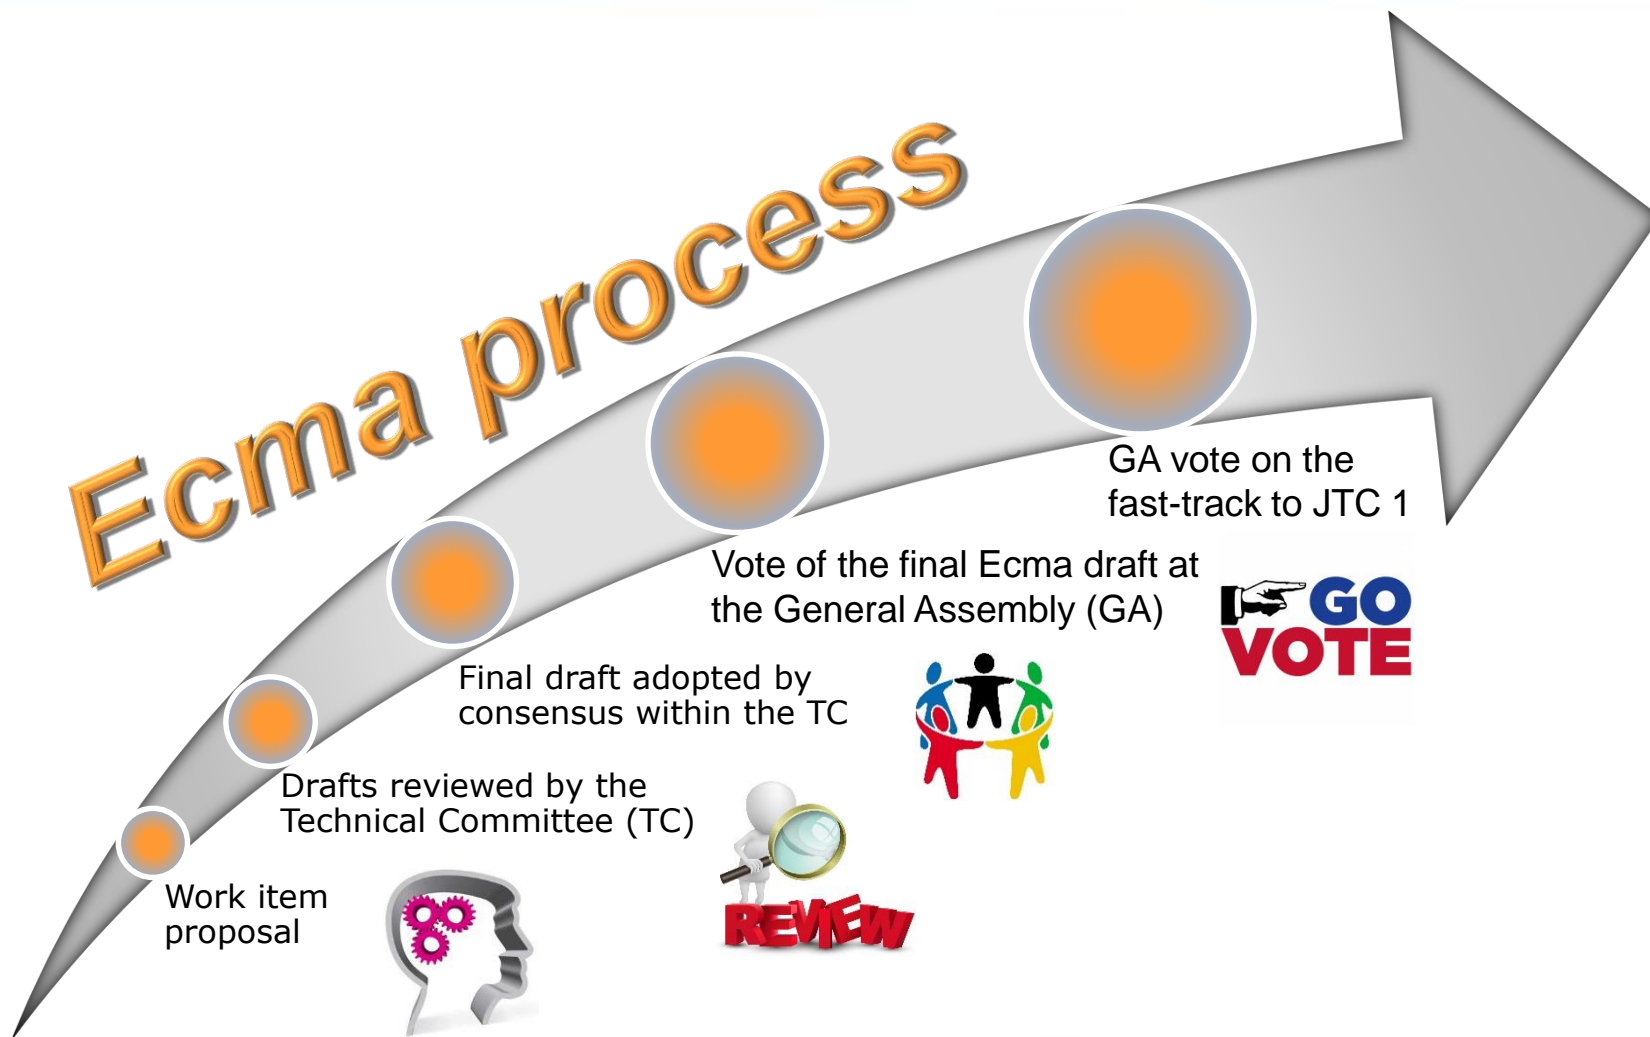 Ecma process
GA vote on the
fast-track to JTC 1
Vote of the final Ecma draft at
the General Assembly (GA)
GO
VOTE
Final draft adopted by
consensus within the TC
Drafts reviewed by the
Technical Committee (TC)
REVIEW
Work item
proposal